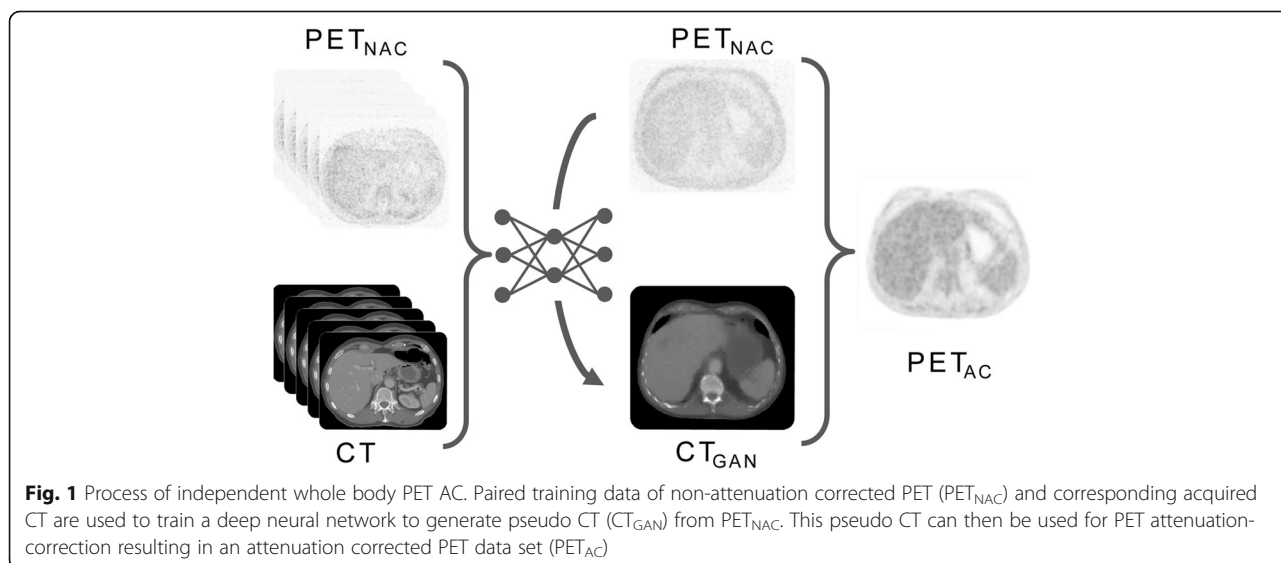 PET_NAC
PET_NAC
PET_AC
CT
CT_GAN
Fig. 1 Process of independent whole body PET AC. Paired training data of non-attenuation corrected PET (PET_NAC) and corresponding acquired
CT are used to train a deep neural network to generate pseudo CT (CT_GAN) from PET_NAC. This pseudo CT can then be used for PET attenuation-
correction resulting in an attenuation corrected PET data set (PET_AC)